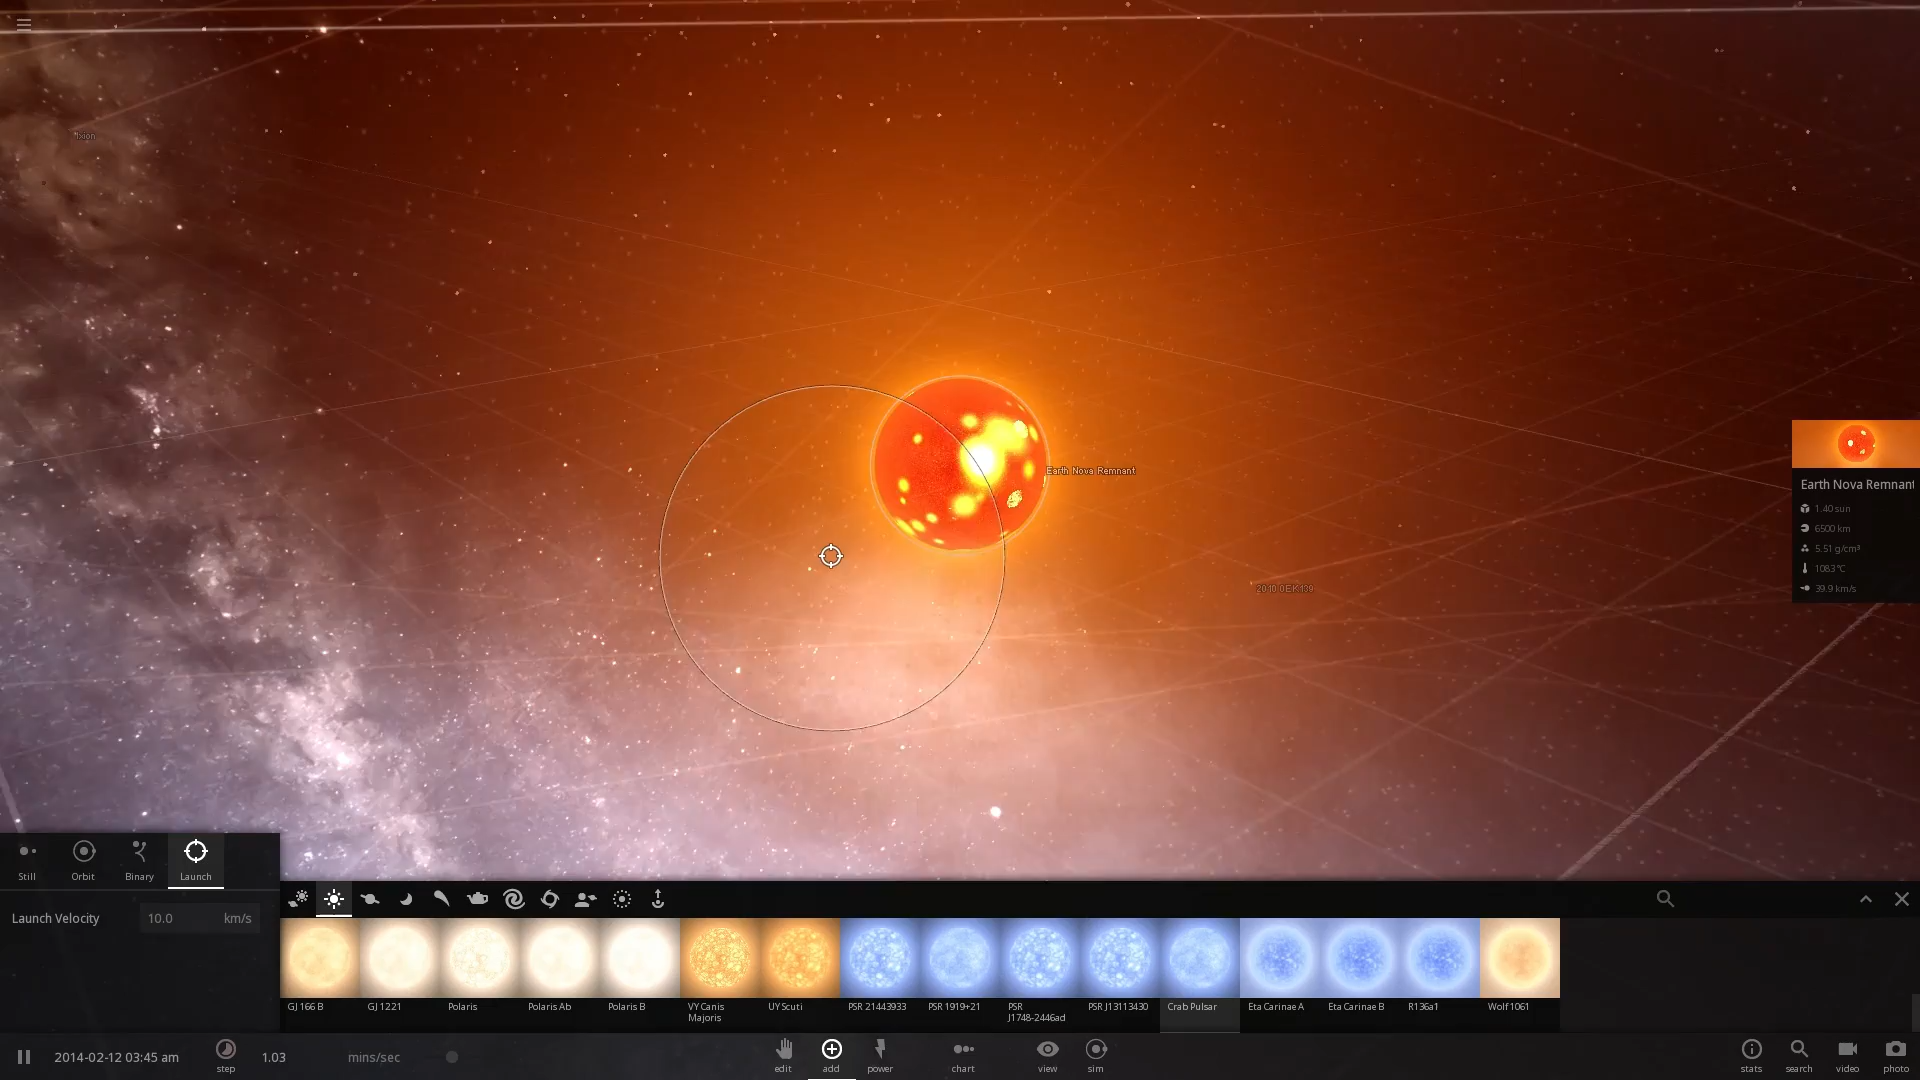 Ixion
Earth Nova Remnant
Earth Nova Remnant
1.40 sun
6500 km
5.51 g/cm³
1083 °C
39.9 km/s
Still
Orbit
Binary
Launch
Launch Velocity
10.0 km/s
GJ 166 B
GJ 1221
Polaris
Polaris Ab
Polaris B
VY Canis
Majoris
UY Scuti
PSR 21443933
PSR 1919+21
PSR
J1748-2446ad
PSR J13113430
Crab Pulsar
Eta Carinae A
Eta Carinae B
R136a1
Wolf 1061
2014-02-12 03:45 am
step
1.03
mins/sec
edit
add
power
chart
view
sim
stats
search
video
photo